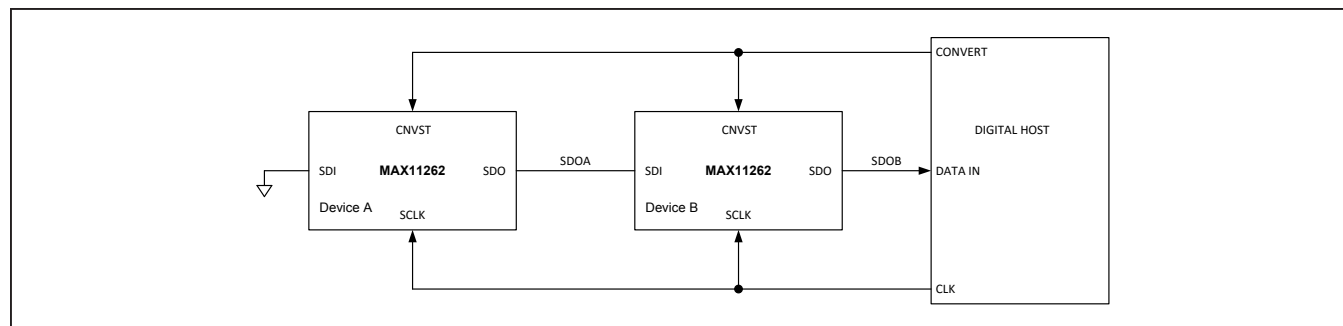 CONVERT
CNVST
CNVST
DIGITAL HOST
SDOA
SDOB
SDI
MAX11262
SDO
SDI
MAX11262
SDO
DATA IN
Device A
Device B
SCLK
SCLK
CLK